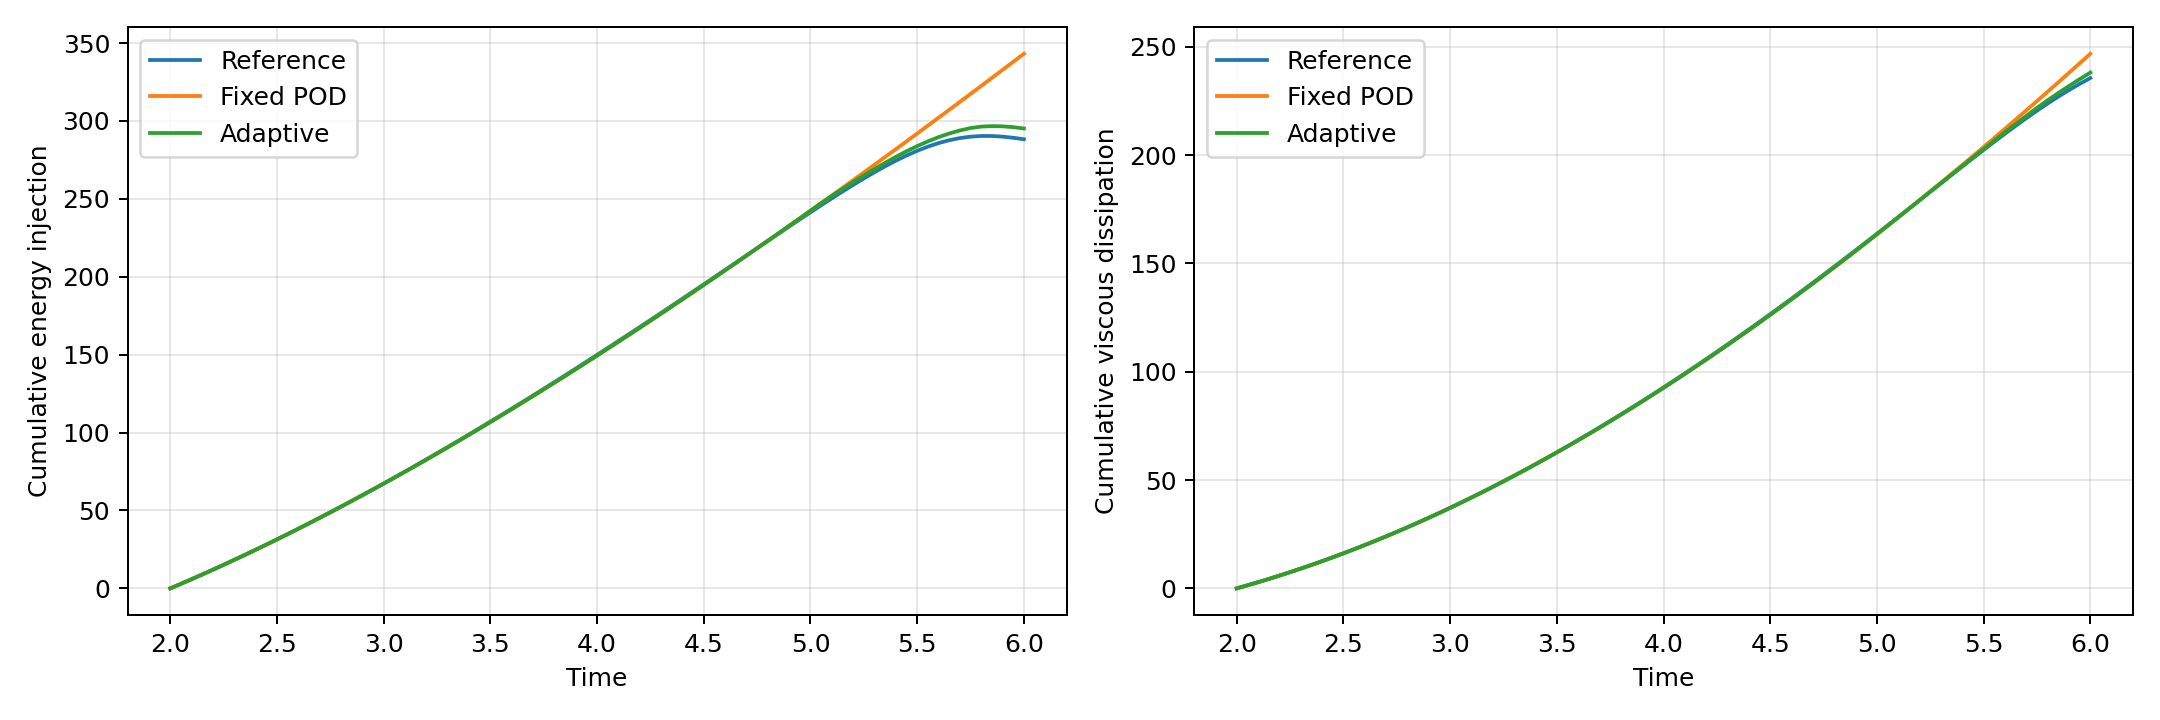 Cumulative energy injection
350
300
250
200
150
100
50
0
Reference
Fixed POD
Adaptive
2.0 2.5 3.0 3.5 4.0 4.5 5.0 5.5 6.0
Time
Cumulative viscous dissipation
250
200
150
100
50
0
Reference
Fixed POD
Adaptive
2.0 2.5 3.0 3.5 4.0 4.5 5.0 5.5 6.0
Time